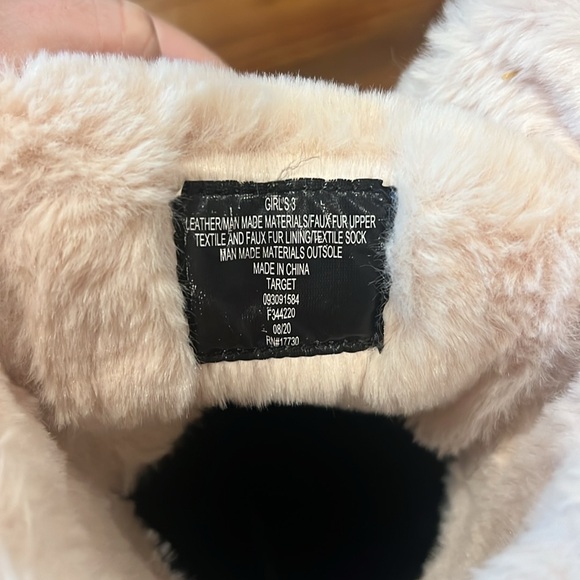 GIRL'S 3
LEATHER/MAN MADE MATERIALS/FAUX FUR UPPER
TEXTILE AND FAUX FUR LINING/TEXTILE SOCK
MAN MADE MATERIALS OUTSOLE
MADE IN CHINA
TARGET
093091584
F344220
08/20
RN#17730